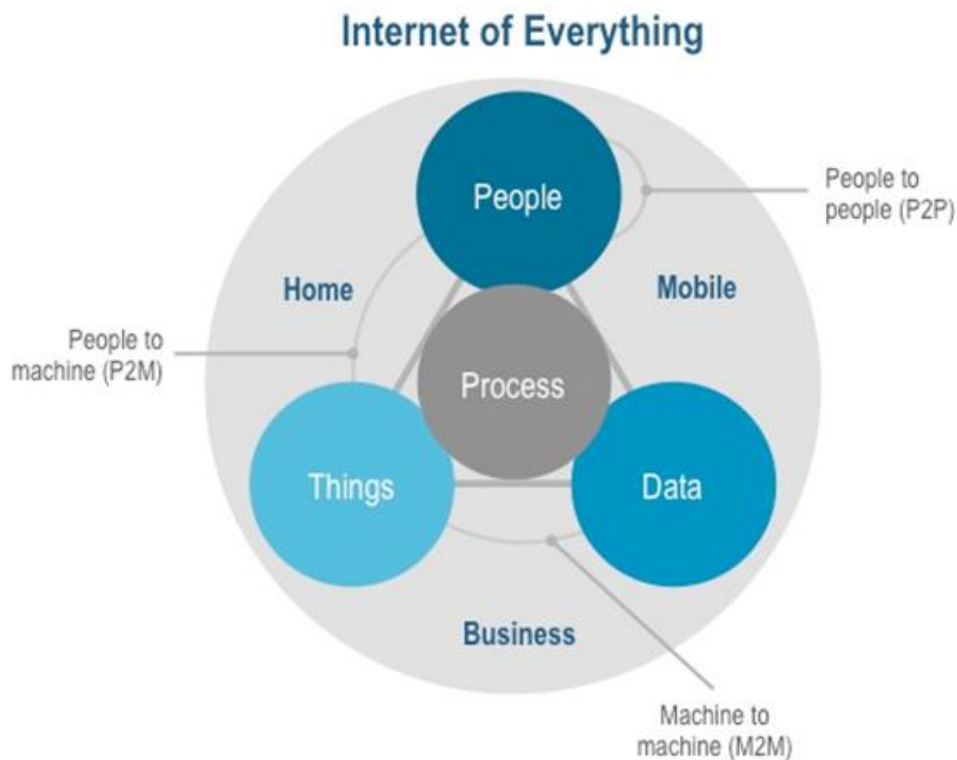 Internet of Everything
People
People to
people (P2P)
Home
Mobile
People to
machine (P2M)
Process
Things
Data
Business
Machine to
machine (M2M)